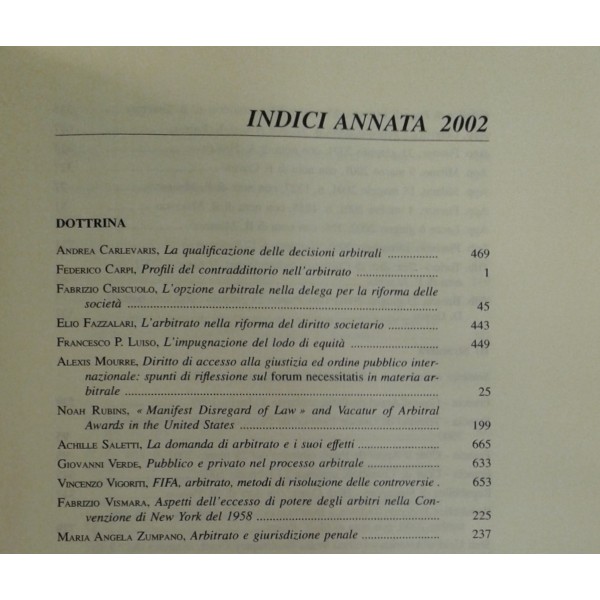 INDICI ANNATA 2002
DOTTRINA
ANDREA CARLEVARIS, La qualificazione delle decisioni arbitrali ................ 469
FEDERICO CARPI, Profili del contraddittorio nell'arbitrato ..................... 1
FABRIZIO CRISCUOLO, L'opzione arbitrale nella delega per la riforma delle
società .................................................................. 45
ELIO FAZZALARI, L'arbitrato nella riforma del diritto societario ............ 443
FRANCESCO P. LUISO, L'impugnazione del lodo di equità ..................... 449
ALEXIS MOURRE, Diritto di accesso alla giustizia ed ordine pubblico inter-
nazionale: spunti di riflessione sul forum necessitatis in materia ar-
bitrale .................................................................. 25
NOAH RUBINS, « Manifest Disregard of Law » and Vacatur of Arbitral
Awards in the United States ............................................. 199
ACHILLE SALETTI, La domanda di arbitrato e i suoi effetti .................... 665
GIOVANNI VERDE, Pubblico e privato nel processo arbitrale ................. 633
VINCENZO VIGORITI, FIFA, arbitrato, metodi di risoluzione delle controversie . 653
FABRIZIO VISMARA, Aspetti dell'eccesso di potere degli arbitri nella Con-
venzione di New York del 1958 .......................................... 225
MARIA ANGELA ZUMPANO, Arbitrato e giurisdizione penale ...................... 237